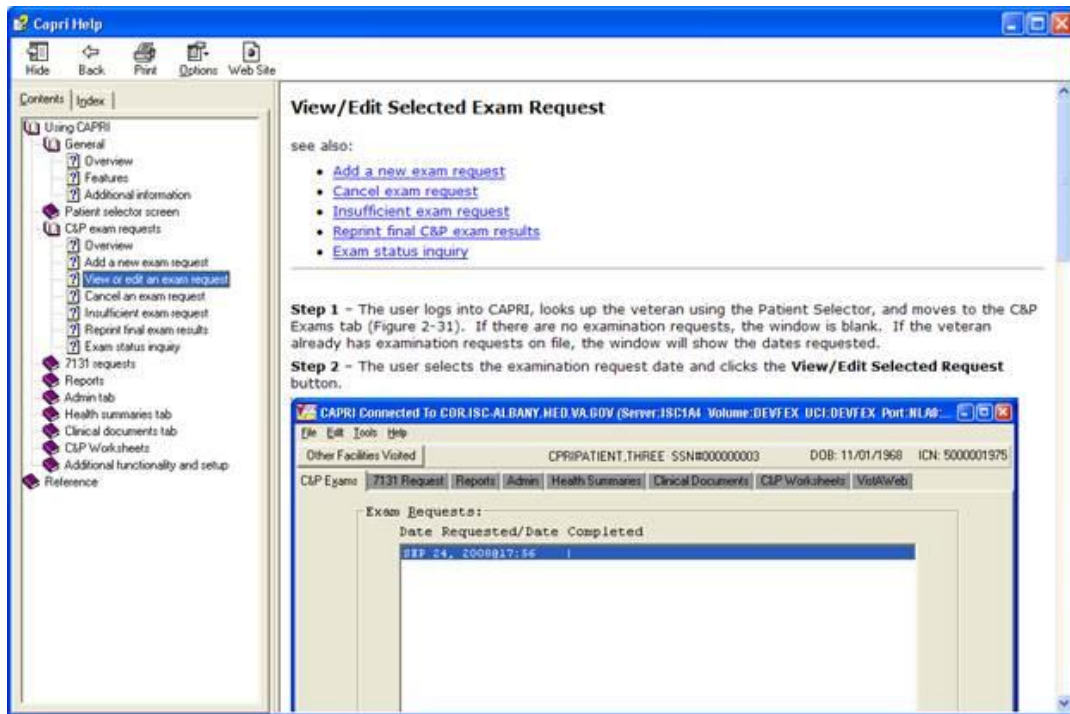 Capri Help
Hide Back Print Options Web Site
Contents Index
Using CAPRI
General
Overview
Features
Additional information
Patient selector screen
C&P exam requests
Overview
Add a new exam request
View or edit an exam request
Cancel an exam request
Insufficient exam request
Reprint final exam results
Exam status inquiry
7131 requests
Reports
Admin tab
Health summaries tab
Clinical documents tab
C&P Worksheets
Additional functionality and setup
Reference
View/Edit Selected Exam Request
see also:
• Add a new exam request
• Cancel exam request
• Insufficient exam request
• Reprint final C&P exam results
• Exam status inquiry
Step 1 – The user logs into CAPRI, looks up the veteran using the Patient Selector, and moves to the C&P
Exams tab (Figure 2-31). If there are no examination requests, the window is blank. If the veteran
already has examination requests on file, the window will show the dates requested.
Step 2 – The user selects the examination request date and clicks the View/Edit Selected Request
button.
CAPRI Connected To CDR.ISC-ALBANY.MED.VA.GOV (Server:ISC1A4 Volume:DEVFEX UCI:DEVFEX Port:NLA0:...
File Edit Tools Help
Other Facilities Visited CPRIPATIENT,THREE SSN#000000003 DOB: 11/01/1968 ICN: 5000001975
C&P Exams 7131 Request Reports Admin Health Summaries Clinical Documents C&P Worksheets VistAWeb
Exam Requests:
Date Requested/Date Completed
SEP 24, 2008@17:56 |